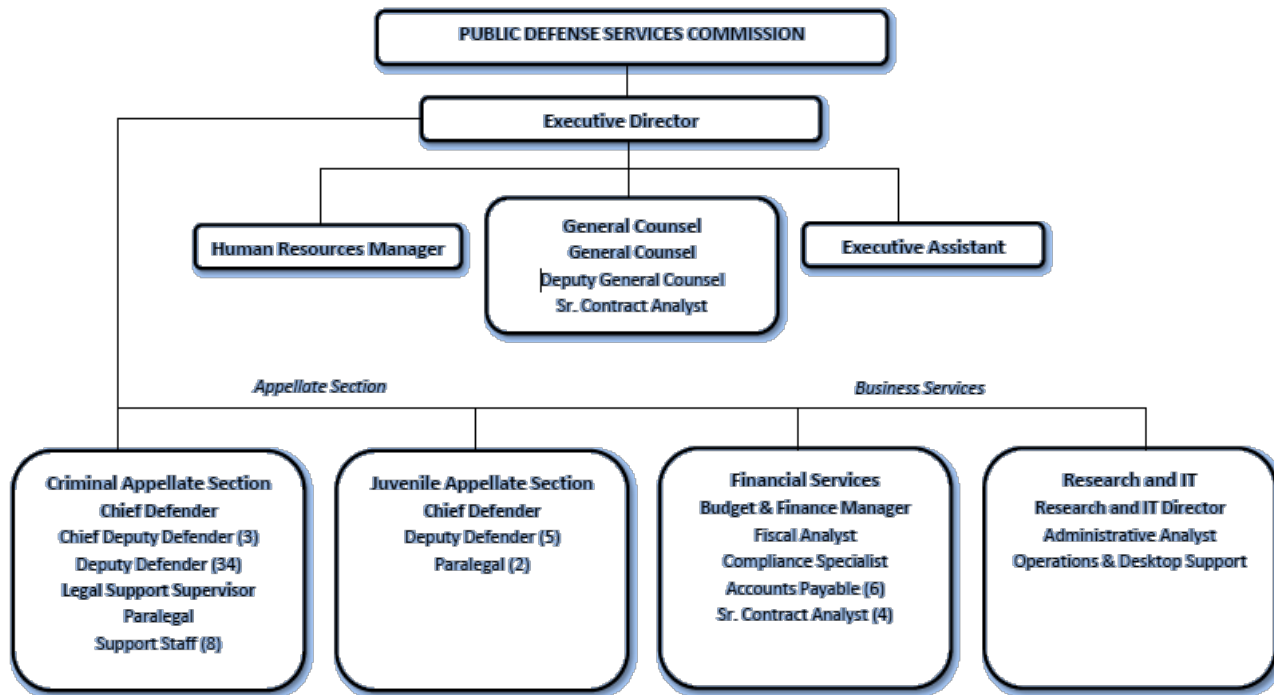 PUBLIC DEFENSE SERVICES COMMISSION
Executive Director
Human Resources Manager
General Counsel
General Counsel
Deputy General Counsel
Sr. Contract Analyst
Executive Assistant
Appellate Section
Business Services
Criminal Appellate Section
Chief Defender
Chief Deputy Defender (3)
Deputy Defender (34)
Legal Support Supervisor
Paralegal
Support Staff (8)
Juvenile Appellate Section
Chief Defender
Deputy Defender (5)
Paralegal (2)
Financial Services
Budget & Finance Manager
Fiscal Analyst
Compliance Specialist
Accounts Payable (6)
Sr. Contract Analyst (4)
Research and IT
Research and IT Director
Administrative Analyst
Operations & Desktop Support